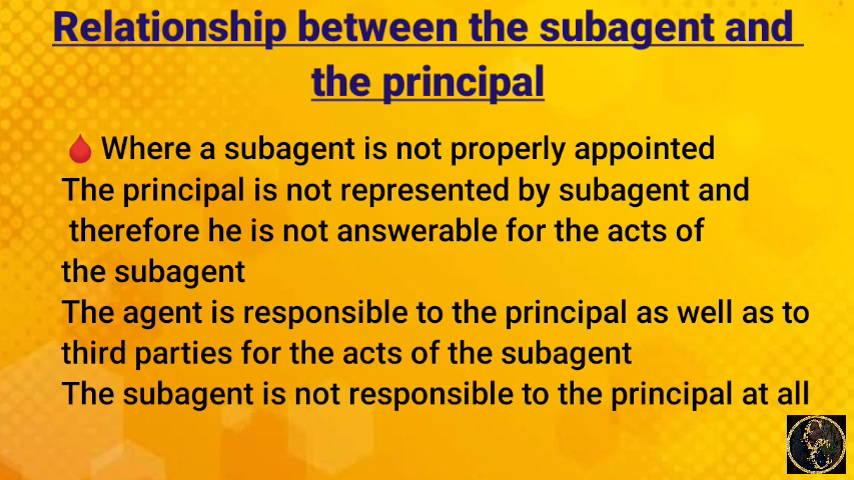 Relationship between the subagent and
the principal
🩸 Where a subagent is not properly appointed
The principal is not represented by subagent and
therefore he is not answerable for the acts of
the subagent
The agent is responsible to the principal as well as to
third parties for the acts of the subagent
The subagent is not responsible to the principal at all